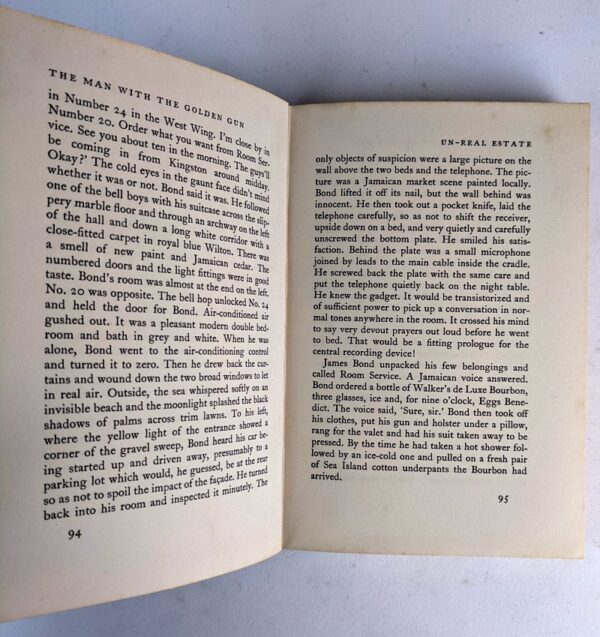 THE MAN WITH THE GOLDEN GUN
in Number 24 in the West Wing. I'm close by in
Number 20. Order what you want from Room Ser-
vice. See you about ten in the morning. The guys'll
be coming in from Kingston around midday.
Okay?' The cold eyes in the gaunt face didn't mind
whether it was or not. Bond said it was. He followed
one of the bell boys with his suitcase across the slip-
pery marble floor and through an archway on the left
of the hall and down a long white corridor with a
close-fitted carpet in royal blue Wilton. There was
a smell of new paint and Jamaican cedar. The
numbered doors and the light fittings were in good
taste. Bond's room was almost at the end on the left.
No. 20 was opposite. The bell hop unlocked No. 24
and held the door for Bond. Air-conditioned air
gushed out. It was a pleasant modern double bed-
room and bath in grey and white. When he was
alone, Bond went to the air-conditioning control
and turned it to zero. Then he drew back the cur-
tains and wound down the two broad windows to let
in real air. Outside, the sea whispered softly on an
invisible beach and the moonlight splashed the black
shadows of palms across trim lawns. To his left,
where the yellow light of the entrance showed a
corner of the gravel sweep, Bond heard his car be-
ing started up and driven away, presumably to a
parking lot which would, he guessed, be at the rear
so as not to spoil the impact of the façade. He turned
back into his room and inspected it minutely. The
94
UN-REAL ESTATE
only objects of suspicion were a large picture on the
wall above the two beds and the telephone. The pic-
ture was a Jamaican market scene painted locally.
Bond lifted it off its nail, but the wall behind was
innocent. He then took out a pocket knife, laid the
telephone carefully, so as not to shift the receiver,
upside down on a bed, and very quietly and carefully
unscrewed the bottom plate. He smiled his satis-
faction. Behind the plate was a small microphone
joined by leads to the main cable inside the cradle.
He screwed back the plate with the same care and
put the telephone quietly back on the night table.
He knew the gadget. It would be transistorized and
of sufficient power to pick up a conversation in nor-
mal tones anywhere in the room. It crossed his mind
to say very devout prayers out loud before he went
to bed. That would be a fitting prologue for the
central recording device!
James Bond unpacked his few belongings and
called Room Service. A Jamaican voice answered.
Bond ordered a bottle of Walker's de Luxe Bourbon,
three glasses, ice and, for nine o'clock, Eggs Bene-
dict. The voice said, 'Sure, sir.' Bond then took off
his clothes, put his gun and holster under a pillow,
rang for the valet and had his suit taken away to be
pressed. By the time he had taken a hot shower fol-
lowed by an ice-cold one and pulled on a fresh pair
of Sea Island cotton underpants the Bourbon had
arrived.
95